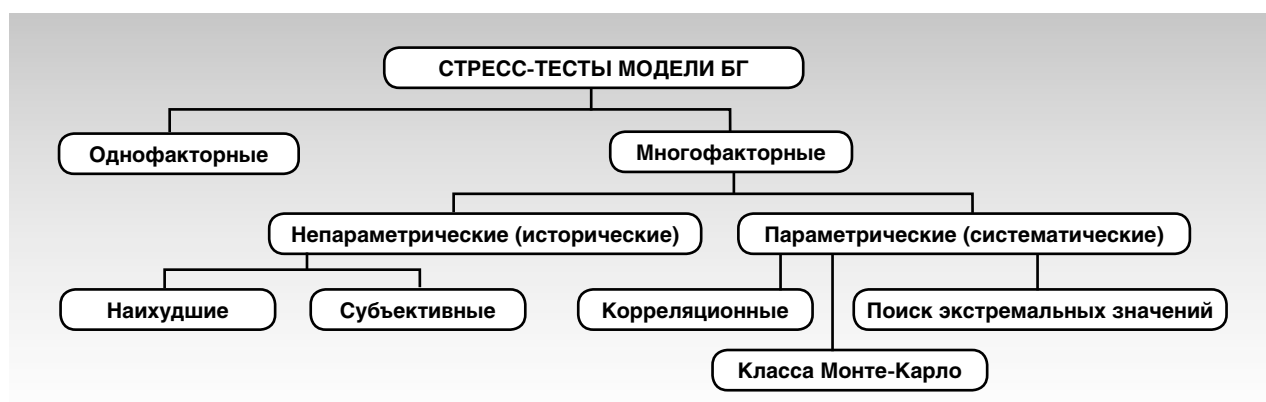 СТРЕСС-ТЕСТЫ МОДЕЛИ БГ
Однофакторные
Многофакторные
Непараметрические (исторические)
Параметрические (систематические)
Наихудшие
Субъективные
Корреляционные
Поиск экстремальных значений
Класса Монте-Карло